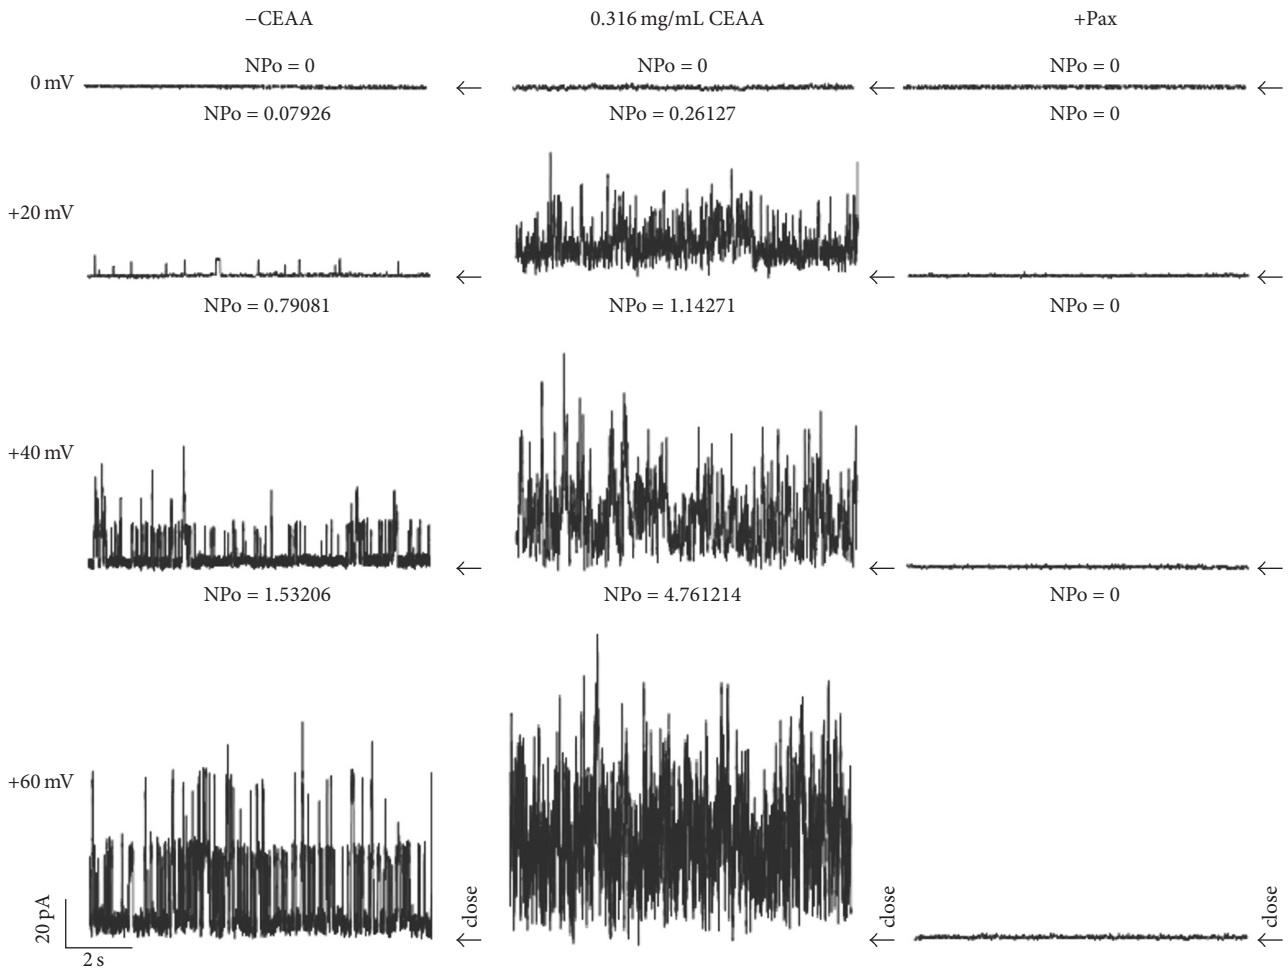 −CEAA 0.316 mg/mL CEAA +Pax
NPo = 0 NPo = 0 NPo = 0
0 mV
NPo = 0.07926 NPo = 0.26127 NPo = 0
+20 mV
NPo = 0.79081 NPo = 1.14271 NPo = 0
+40 mV
NPo = 1.53206 NPo = 4.761214 NPo = 0
+60 mV
20 pA close close close
2 s